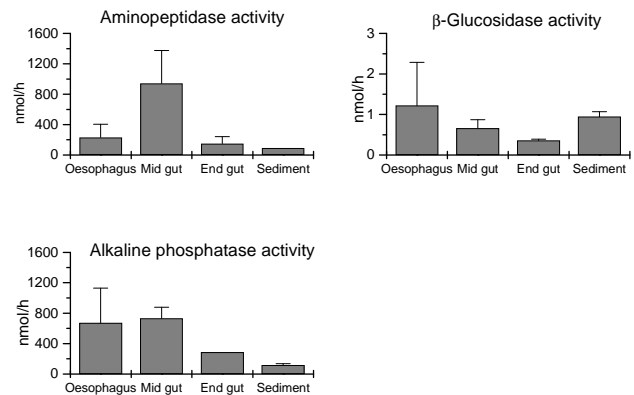 Aminopeptidase activity
1600
1200
800
400
0
nmol/h
Oesophagus Mid gut End gut Sediment
β-Glucosidase activity
3
2
1
0
nmol/h
Oesophagus Mid gut End gut Sediment
Alkaline phosphatase activity
1600
1200
800
400
0
nmol/h
Oesophagus Mid gut End gut Sediment